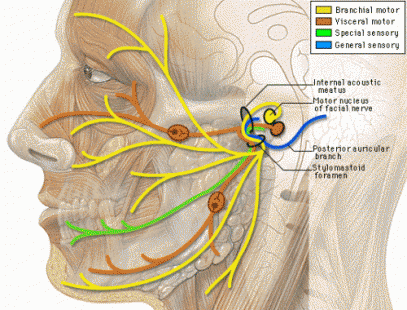 Branchial motor
Visceral motor
Special sensory
General sensory
Internal acoustic
meatus
Motor nucleus
of facial nerve
Posterior auricular
branch
Stylomastoid
foramen